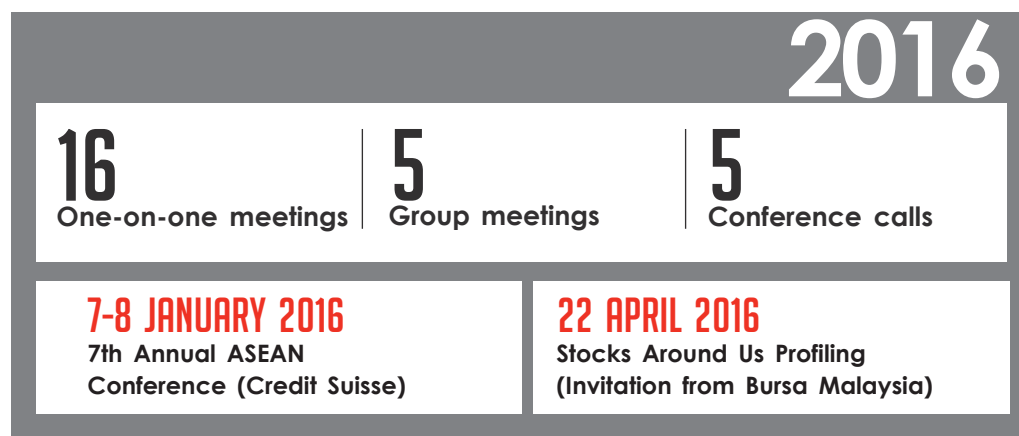 2016
16
One-on-one meetings
5
Group meetings
5
Conference calls
7-8 JANUARY 2016
7th Annual ASEAN
Conference (Credit Suisse)
22 APRIL 2016
Stocks Around Us Profiling
(Invitation from Bursa Malaysia)